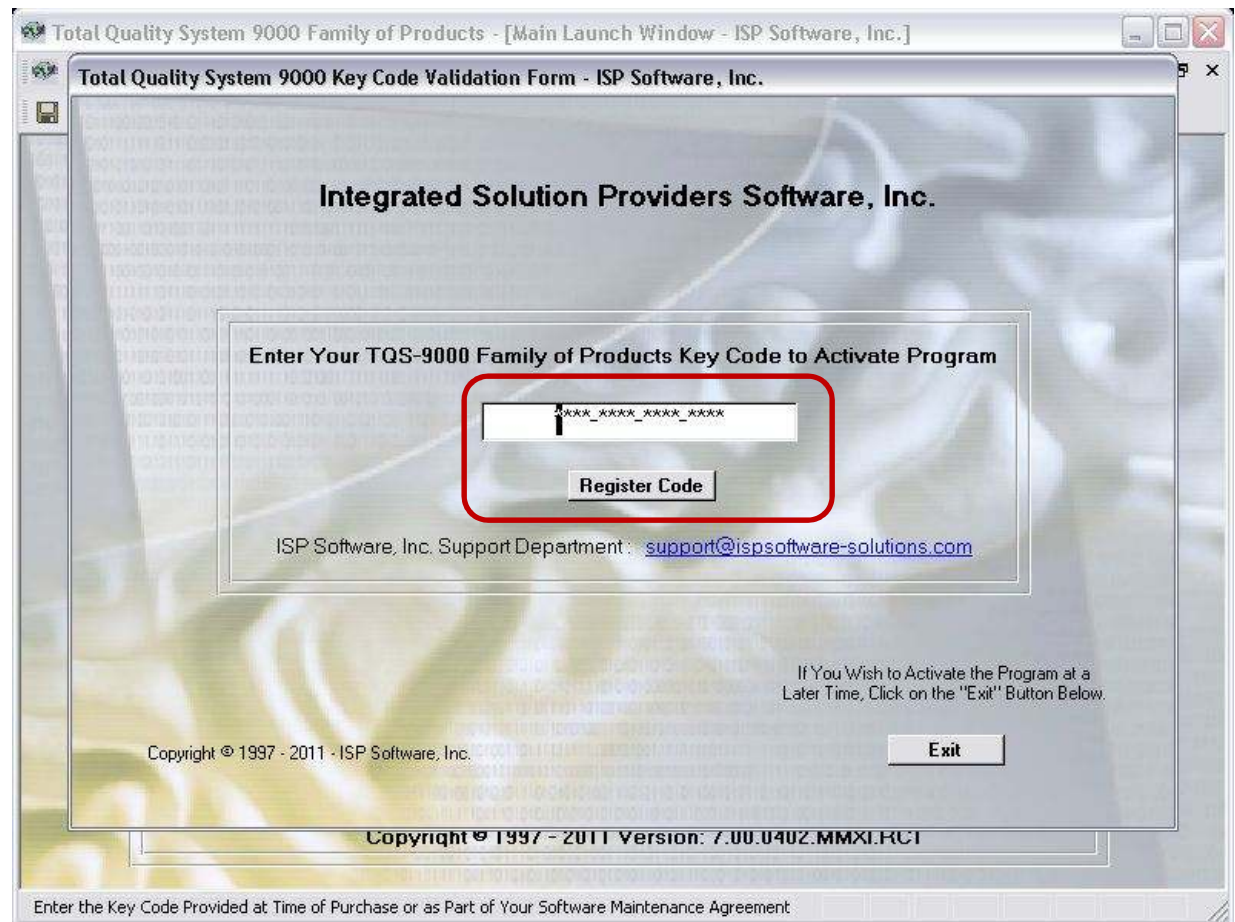 Total Quality System 9000 Family of Products - [Main Launch Window - ISP Software, Inc.]
Total Quality System 9000 Key Code Validation Form - ISP Software, Inc.
Integrated Solution Providers Software, Inc.
Enter Your TQS-9000 Family of Products Key Code to Activate Program
****_****_****_****
Register Code
ISP Software, Inc. Support Department : support@ispsoftware-solutions.com
If You Wish to Activate the Program at a
Later Time, Click on the "Exit" Button Below.
Copyright © 1997 - 2011 - ISP Software, Inc.
Exit
Copyright © 1997 - 2011 Version: 7.00.0402.MMXI.RC1
Enter the Key Code Provided at Time of Purchase or as Part of Your Software Maintenance Agreement